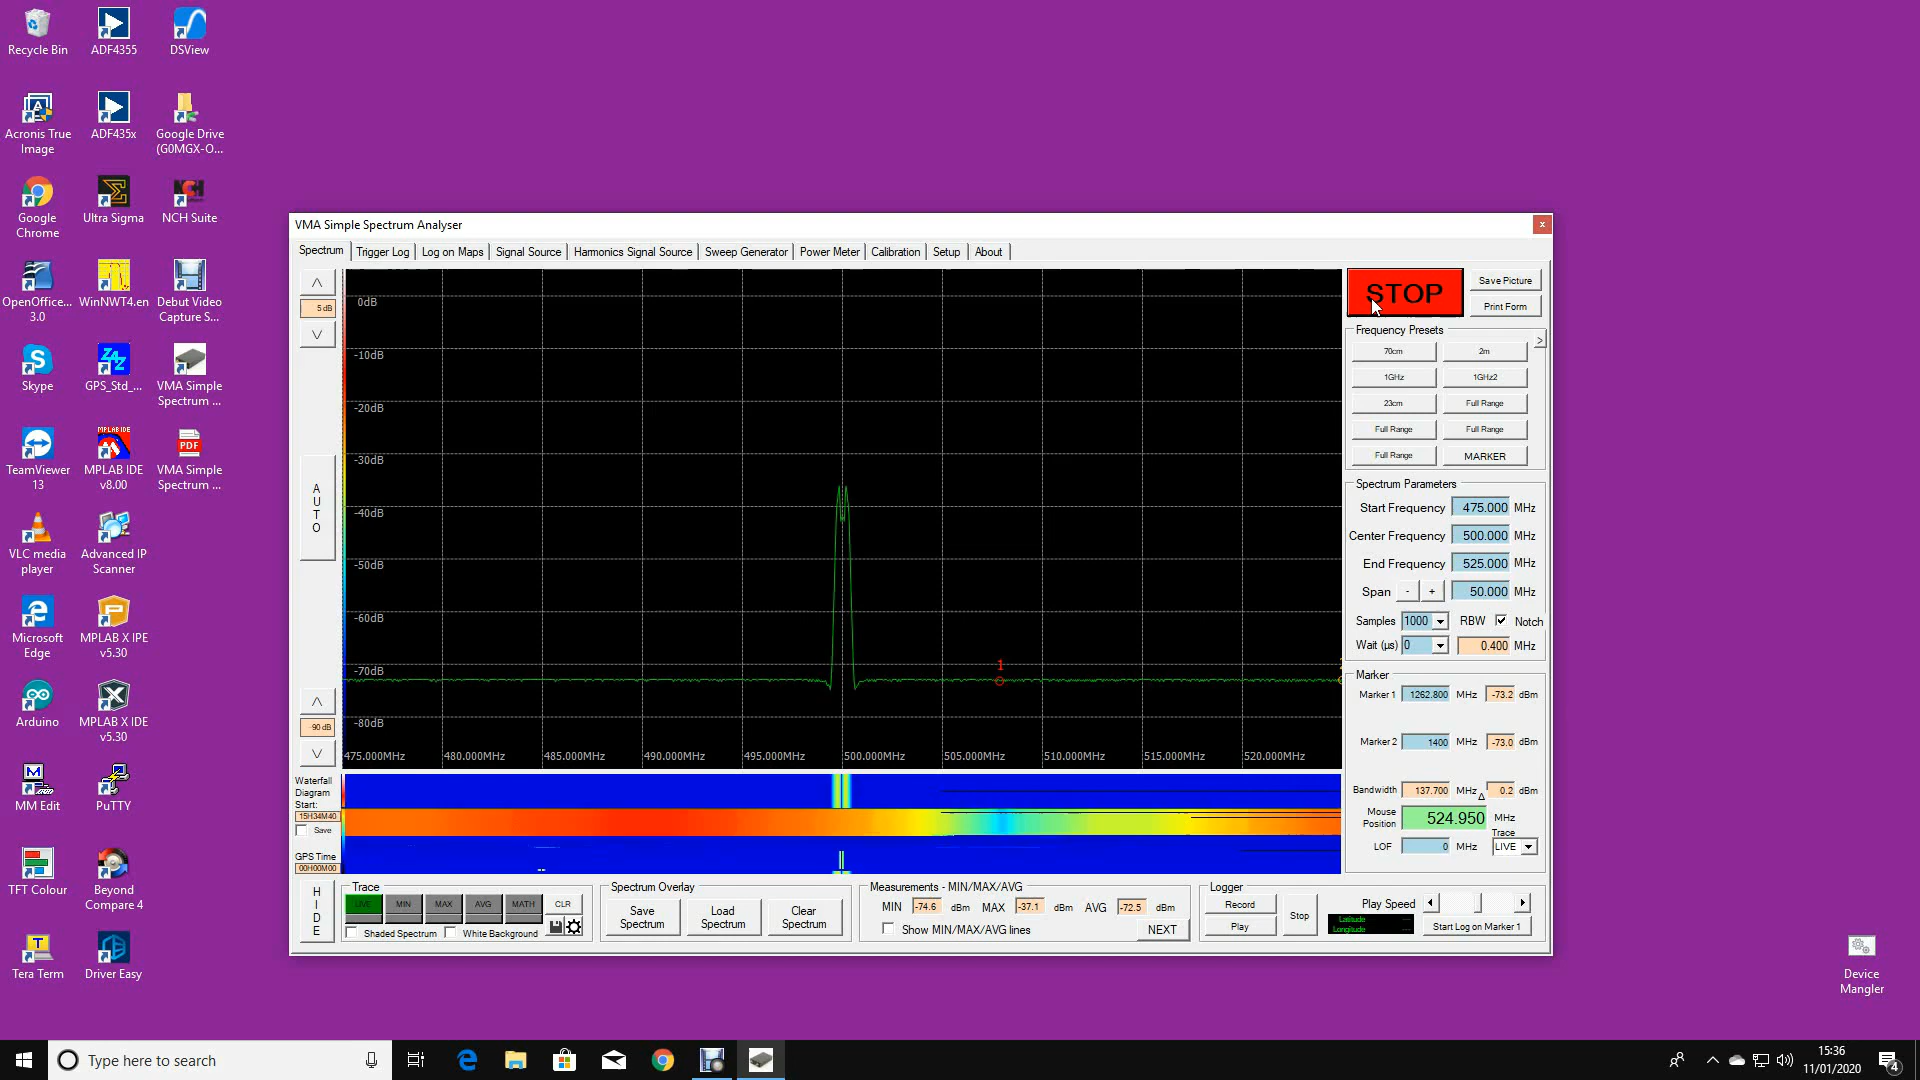 Recycle Bin
ADF4355
DSView
Acronis True
Image
ADF435x
Google Drive
(G0MGX-O...
Google
Chrome
Ultra Sigma
NCH Suite
OpenOffice...
3.0
WinNWT4.en
Debut Video
Capture S...
Skype
GPS_Std_...
VMA Simple
Spectrum ...
TeamViewer
13
MPLAB IDE
v8.00
VMA Simple
Spectrum ...
VLC media
player
Advanced IP
Scanner
Microsoft
Edge
MPLAB X IPE
v5.30
Arduino
MPLAB X IDE
v5.30
MM Edit
PuTTY
TFT Colour
Beyond
Compare 4
Tera Term
Driver Easy
Device
Mangler
VMA Simple Spectrum Analyser
Spectrum Trigger Log Log on Maps Signal Source Harmonics Signal Source Sweep Generator Power Meter Calibration Setup About
5 dB
AUTO
-90 dB
0dB
-10dB
-20dB
-30dB
-40dB
-50dB
-60dB
-70dB
-80dB
1
475.000MHz 480.000MHz 485.000MHz 490.000MHz 495.000MHz 500.000MHz 505.000MHz 510.000MHz 515.000MHz 520.000MHz
STOP
Save Picture
Print Form
Frequency Presets
>
70cm 2m
1GHz 1GHz2
23cm Full Range
Full Range Full Range
Full Range MARKER
Spectrum Parameters
Start Frequency 475.000 MHz
Center Frequency 500.000 MHz
End Frequency 525.000 MHz
Span - + 50.000 MHz
Samples 1000 RBW Notch
Wait (µs) 0 0.400 MHz
Marker
Marker 1 1262.800 MHz -73.2 dBm
Marker 2 1400 MHz -73.0 dBm
Bandwidth 137.700 MHz Δ 0.2 dBm
Mouse
Position 524.950 MHz
Trace
LOF 0 MHz LIVE
Waterfall
Diagram
Start:
15H34M40
Save
GPS Time
00H00M00
HIDE
Trace
LIVE MIN MAX AVG MATH CLR
Shaded Spectrum White Background
Spectrum Overlay
Save
Spectrum
Load
Spectrum
Clear
Spectrum
Measurements - MIN/MAX/AVG
MIN -74.6 dBm MAX -37.1 dBm AVG -72.5 dBm
Show MIN/MAX/AVG lines NEXT
Logger
Record
Play
Stop
Play Speed
Latitude ---
Longitude ---
Start Log on Marker 1
Type here to search
15:36
11/01/2020
4